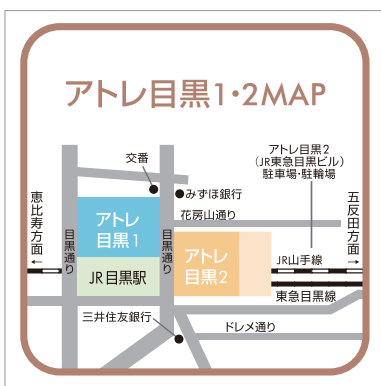 アトレ目黒1・2MAP
アトレ目黒2
(JR東急目黒ビル)
駐車場・駐輪場
交番
みずほ銀行
恵比寿方面
目黒通り
アトレ
目黒1
目黒通り
花房山通り
五反田方面
アトレ
目黒2
JR目黒駅
JR山手線
東急目黒線
三井住友銀行
ドレメ通り